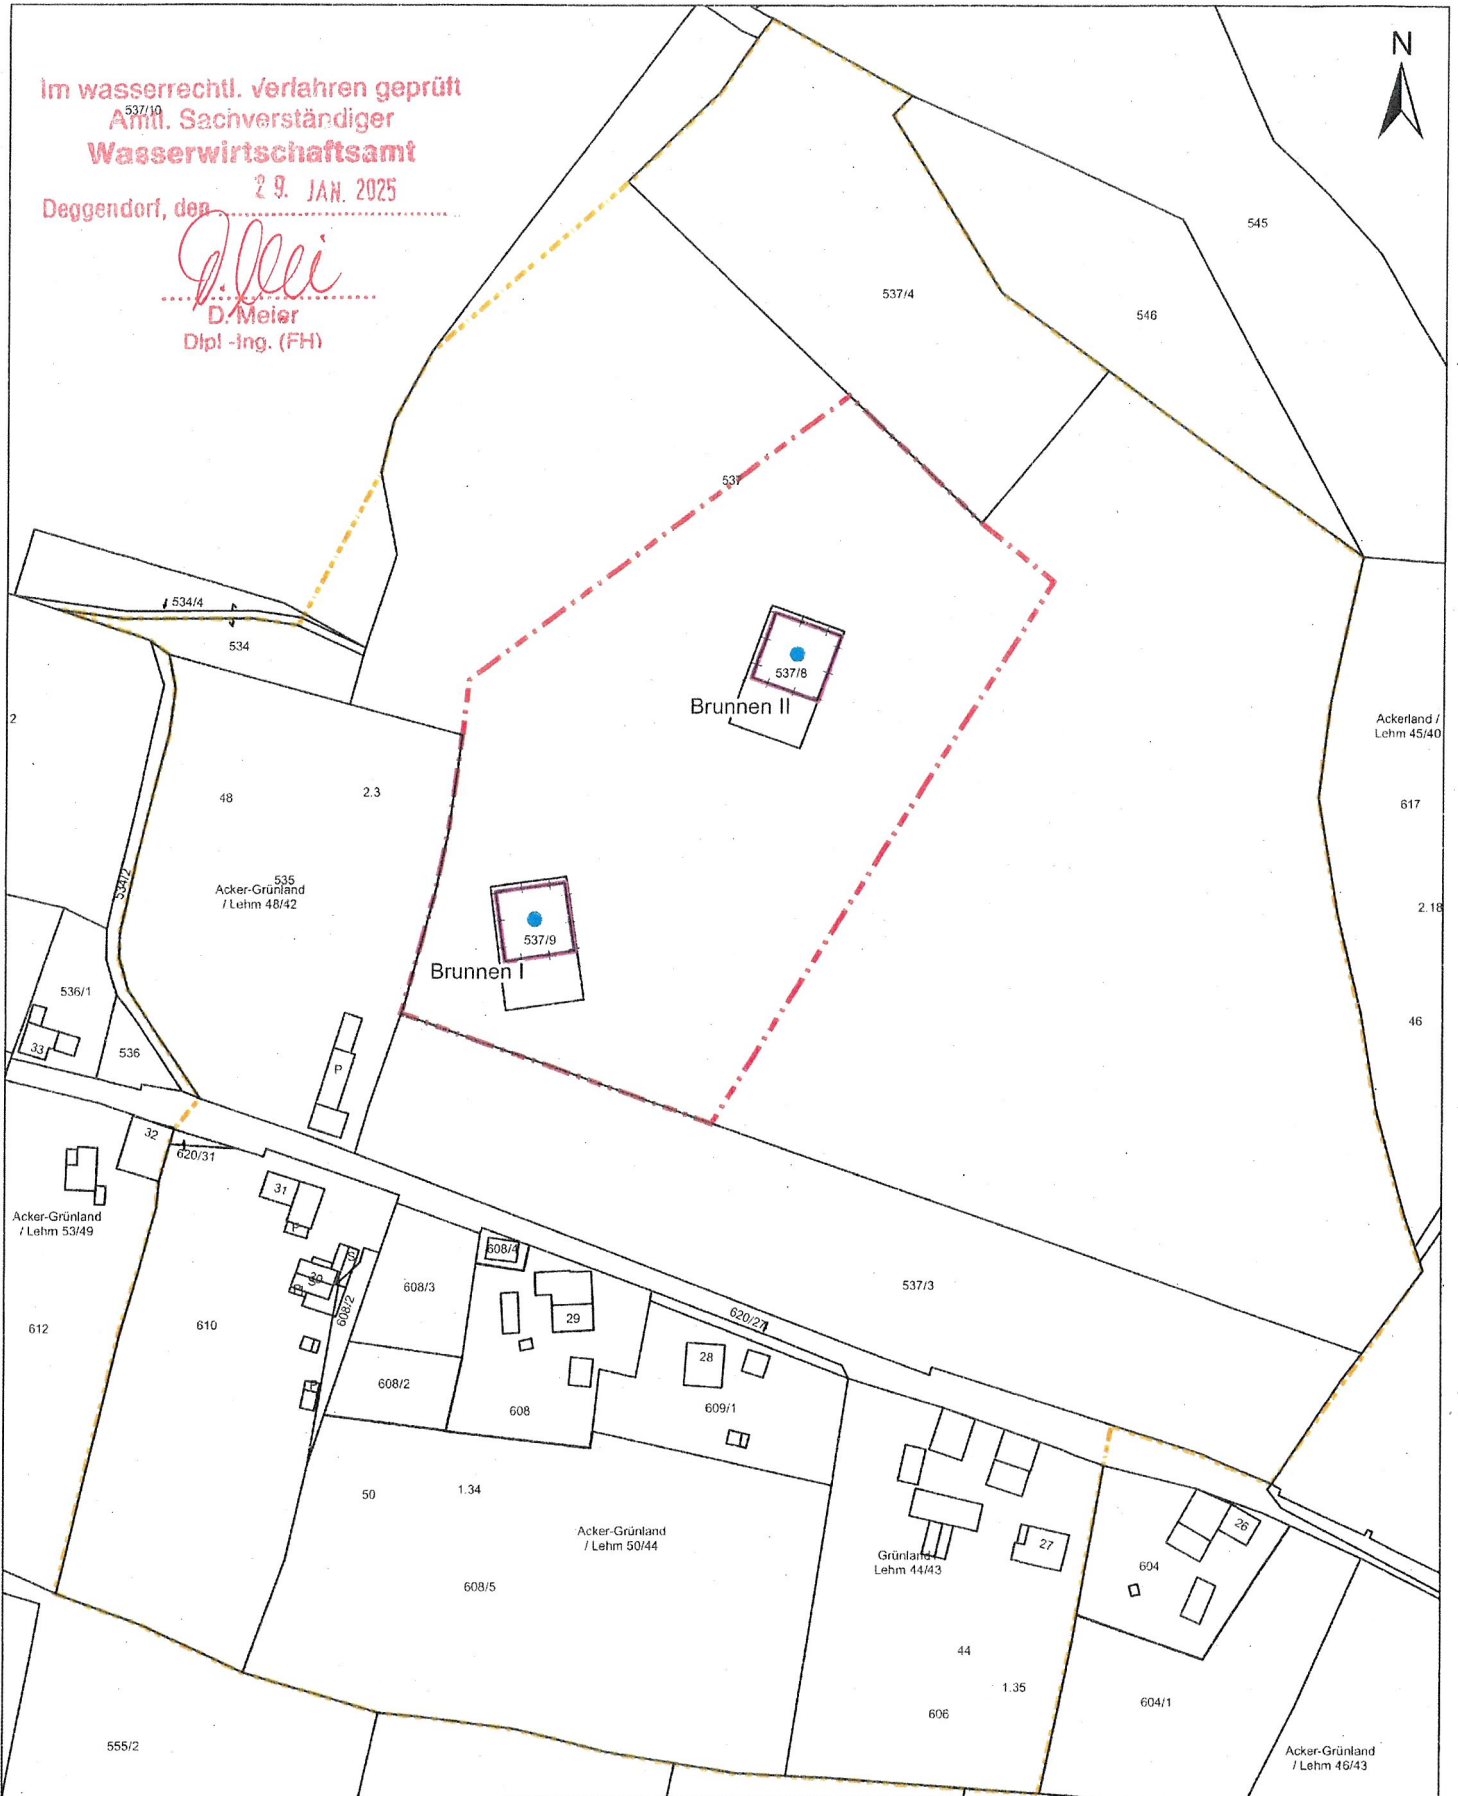 Im wasserrechtl. Verfahren geprüft
537/10
Amtl. Sachverständiger
Wasserwirtschaftsamt
29. JAN. 2025
Deggendorf, den
D. Meier
Dipl -Ing. (FH)
N
545
537/4
546
537
534/4
534
537/8
Brunnen II
2
Ackerland /
Lehm 45/40
48
2.3
617
535
Acker-Grünland
/ Lehm 48/42
534/2
2.18
537/9
Brunnen I
536/1
46
33
536
P
32
620/31
31
P
Acker-Grünland
/ Lehm 53/49
608/4
S
30
S
608/3
537/3
608/2
612
610
29
620/27
28
P
608/2
608
609/1
50
1.34
Acker-Grünland
/ Lehm 50/44
26
27
Grünland /
Lehm 44/43
604
608/5
44
1.35
604/1
606
555/2
Acker-Grünland
/ Lehm 46/43